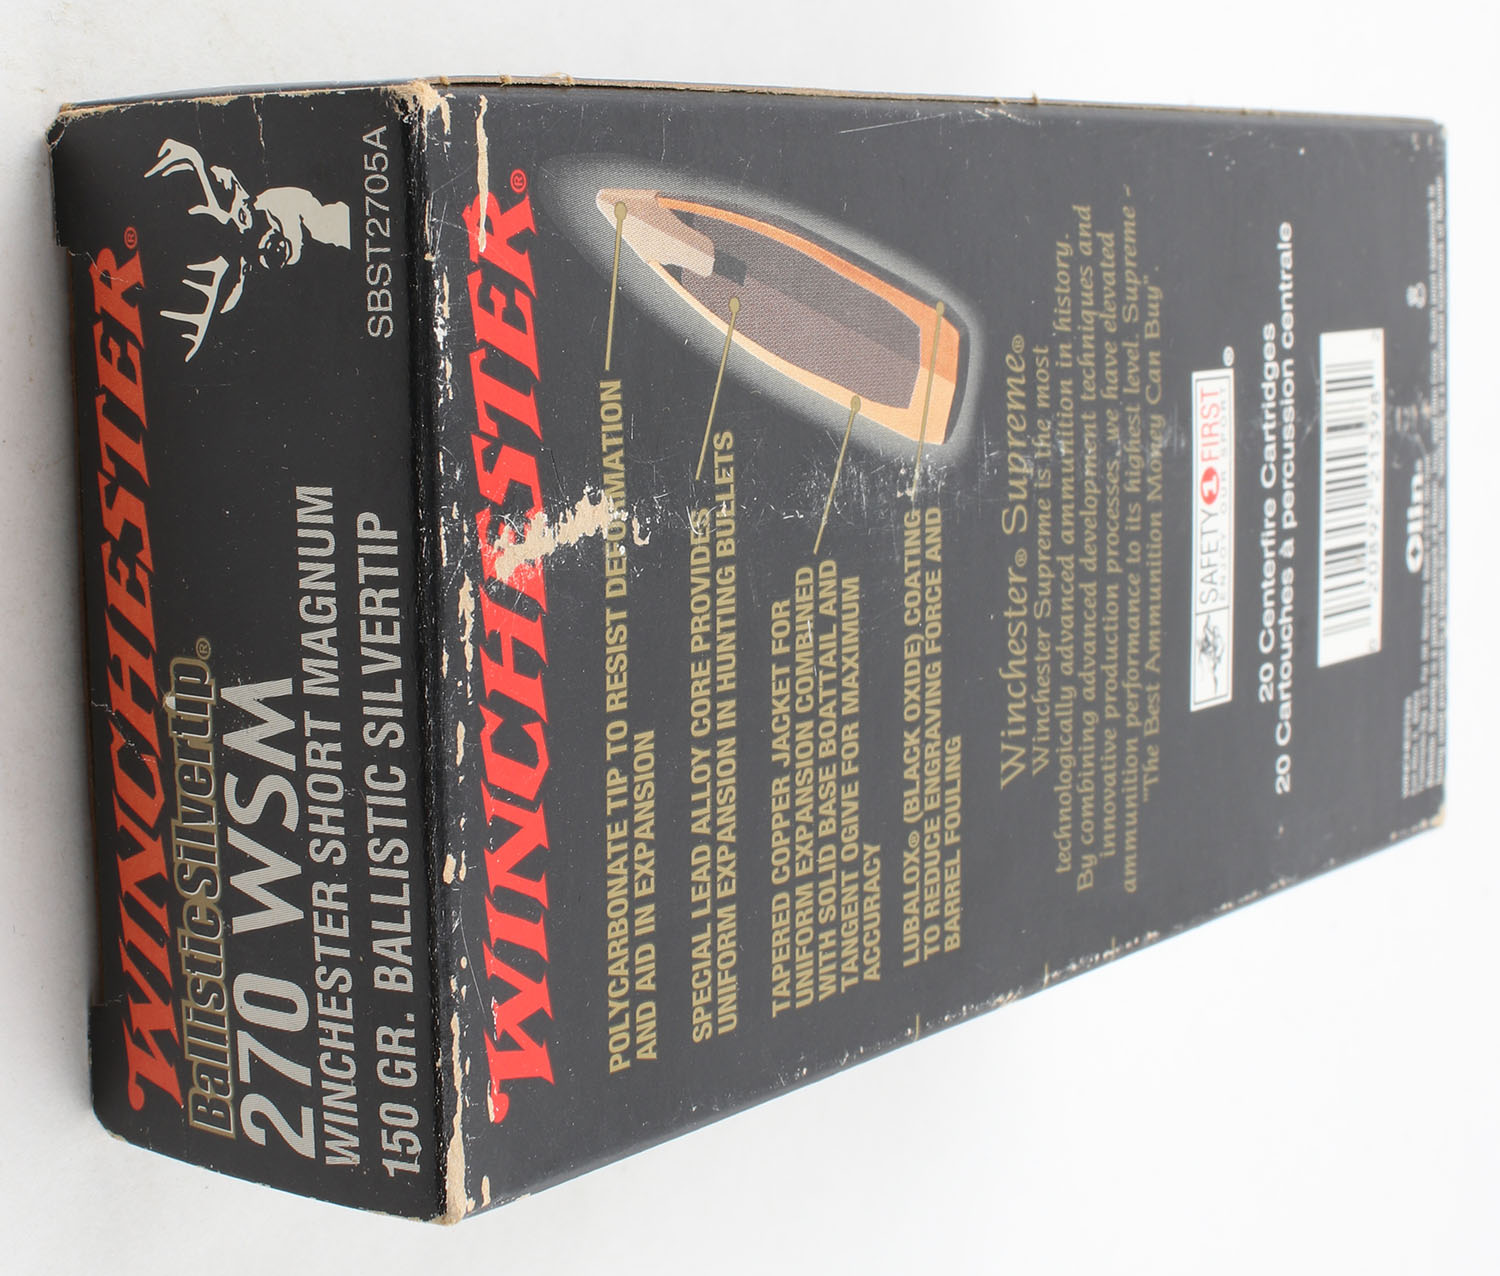 WINCHESTER®
BallisticSilvertip®
270 WSM
WINCHESTER SHORT MAGNUM
150 GR. BALLISTIC SILVERTIP
SBST2705A
WINCHESTER®
POLYCARBONATE TIP TO RESIST DEFORMATION
AND AID IN EXPANSION
SPECIAL LEAD ALLOY CORE PROVIDES
UNIFORM EXPANSION IN HUNTING BULLETS
TAPERED COPPER JACKET FOR
UNIFORM EXPANSION COMBINED
WITH SOLID BASE BOATTAIL AND
TANGENT OGIVE FOR MAXIMUM
ACCURACY
LUBALOX® (BLACK OXIDE) COATING
TO REDUCE ENGRAVING FORCE AND
BARREL FOULING
Winchester® Supreme®
Winchester Supreme is the most
technologically advanced ammunition in history.
By combining advanced development techniques and
innovative production processes, we have elevated
ammunition performance to its highest level. Supreme -
"The Best Ammunition Money Can Buy".
SAFETY 1 FIRST®
ENJOY OUR SPORT
20 Centerfire Cartridges
20 Cartouches à percussion centrale
Olin